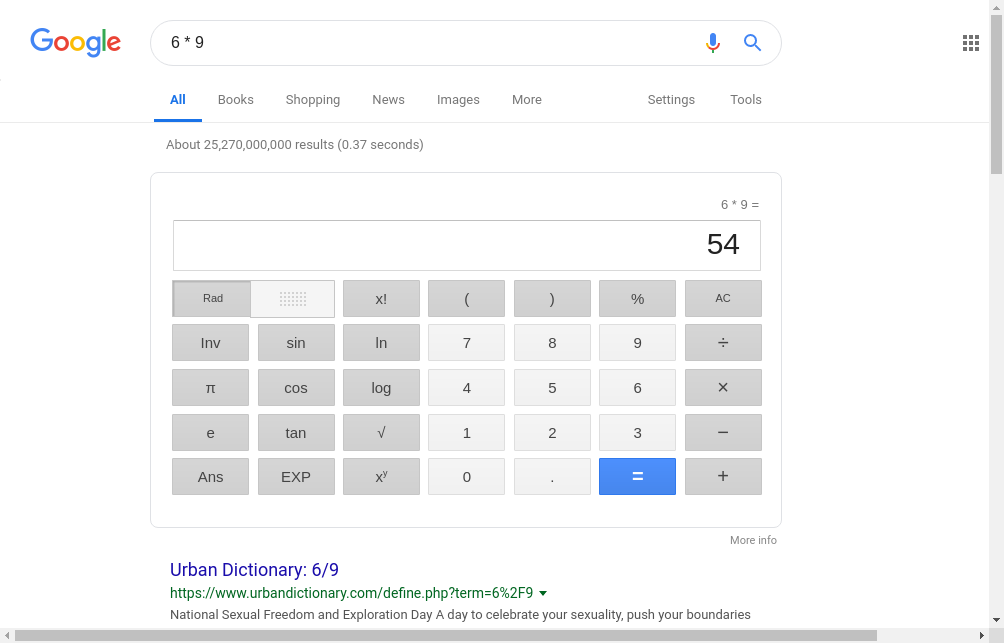 Google
6 * 9
All Books Shopping News Images More Settings Tools
About 25,270,000,000 results (0.37 seconds)
6 * 9 =
54
Rad x! ( ) % AC
Inv sin ln 7 8 9 ÷
π cos log 4 5 6 ×
e tan √ 1 2 3 −
Ans EXP xʸ 0 . = +
More info
Urban Dictionary: 6/9
https://www.urbandictionary.com/define.php?term=6%2F9
National Sexual Freedom and Exploration Day A day to celebrate your sexuality, push your boundaries